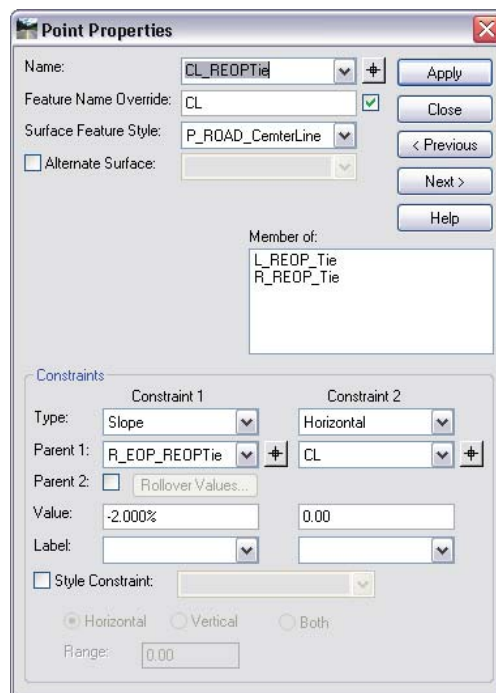 Point Properties
Name: CL_REOPTie Apply
Feature Name Override: CL Close
Surface Feature Style: P_ROAD_CemterLine < Previous
Alternate Surface: Next >
Help
Member of:
L_REOP_Tie
R_REOP_Tie
Constraints
Constraint 1 Constraint 2
Type: Slope Horizontal
Parent 1: R_EOP_REOPTie CL
Parent 2: Rollover Values...
Value: -2.000% 0.00
Label:
Style Constraint:
Horizontal Vertical Both
Range: 0.00